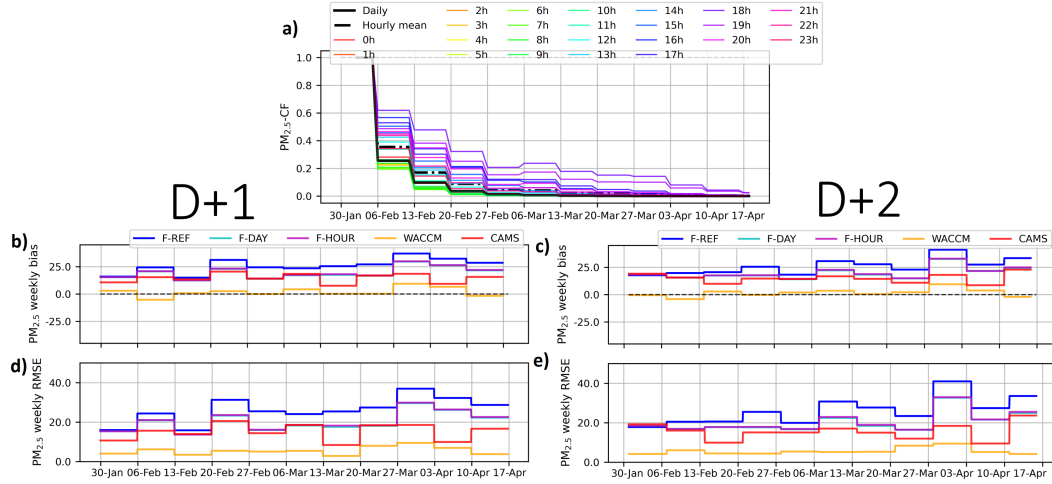 a)
Daily 2h 6h 10h 14h 18h 21h
Hourly mean 3h 7h 11h 15h 19h 22h
0h 4h 8h 12h 16h 20h 23h
1h 5h 9h 13h 17h
PM2.5-CF
1.0
0.8
0.6
0.4
0.2
0.0
30-Jan 06-Feb 13-Feb 20-Feb 27-Feb 06-Mar 13-Mar 20-Mar 27-Mar 03-Apr 10-Apr 17-Apr
D+1
D+2
b)
F-REF F-DAY F-HOUR WACCM CAMS
PM2.5 weekly bias
25.0
0.0
-25.0
c)
F-REF F-DAY F-HOUR WACCM CAMS
PM2.5 weekly bias
25.0
0.0
-25.0
d)
PM2.5 weekly RMSE
40.0
20.0
0.0
30-Jan 06-Feb 13-Feb 20-Feb 27-Feb 06-Mar 13-Mar 20-Mar 27-Mar 03-Apr 10-Apr 17-Apr
e)
PM2.5 weekly RMSE
40.0
20.0
0.0
30-Jan 06-Feb 13-Feb 20-Feb 27-Feb 06-Mar 13-Mar 20-Mar 27-Mar 03-Apr 10-Apr 17-Apr